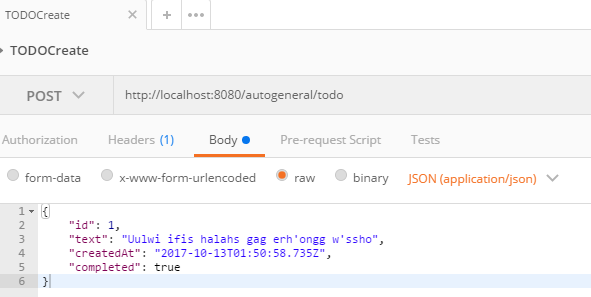 TODOCreate
TODOCreate
POST http://localhost:8080/autogeneral/todo
Authorization Headers (1) Body Pre-request Script Tests
form-data x-www-form-urlencoded raw binary JSON (application/json)
1 {
2 "id": 1,
3 "text": "Uulwi ifis halahs gag erh'ongg w'ssho",
4 "createdAt": "2017-10-13T01:50:58.735Z",
5 "completed": true
6 }